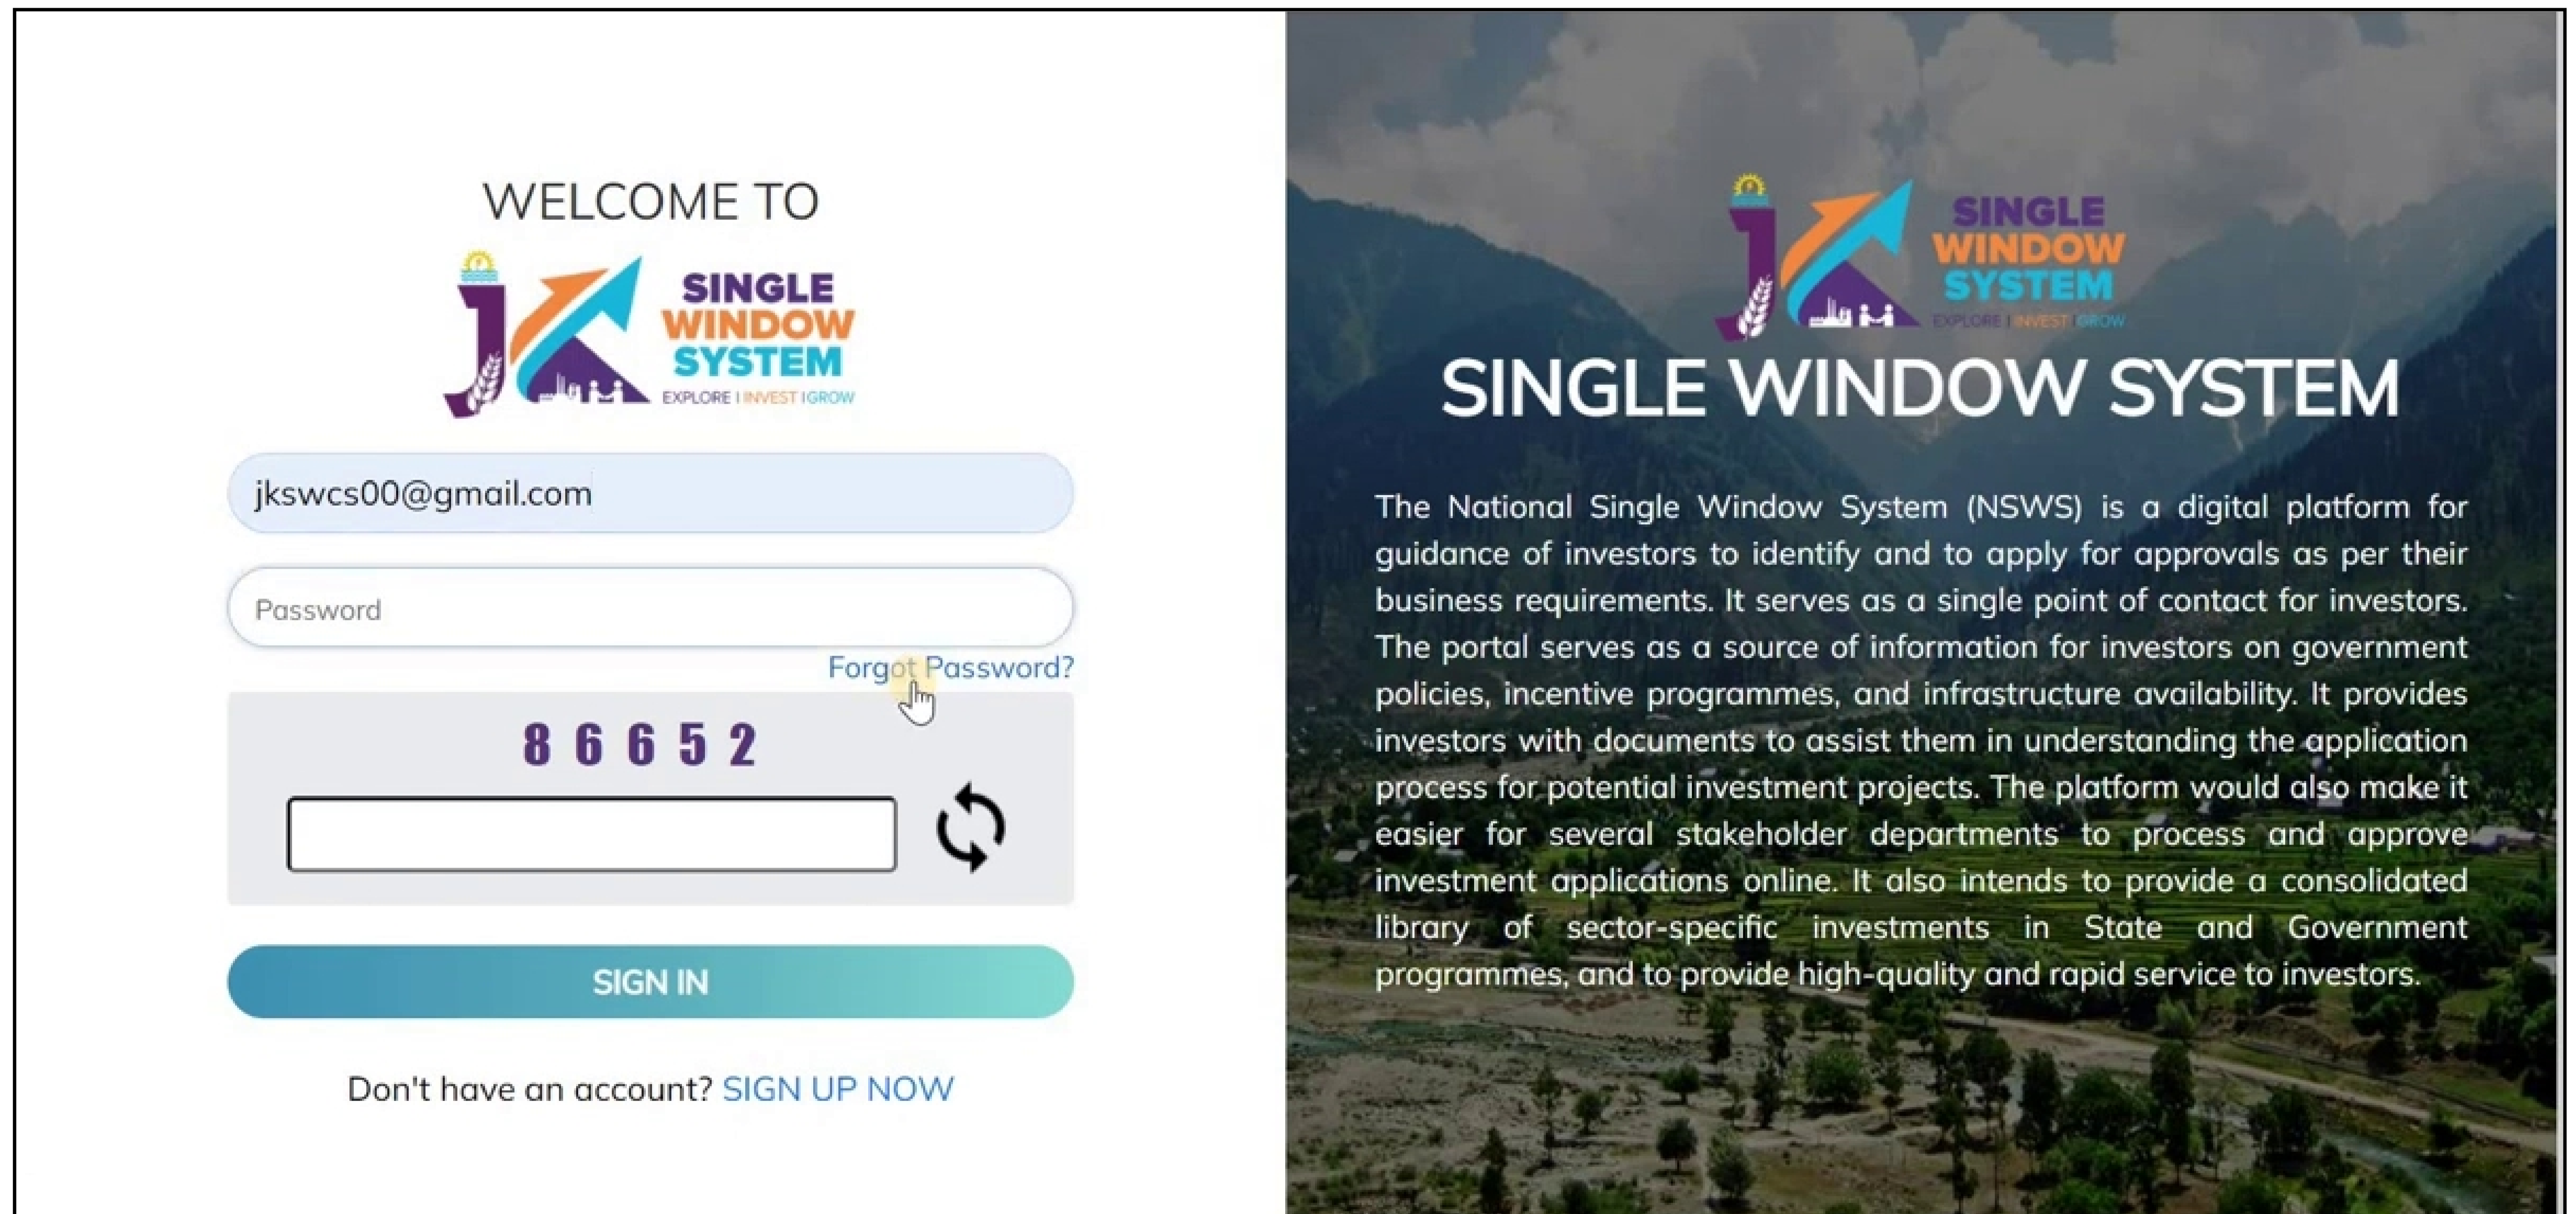 WELCOME TO
SINGLE
WINDOW
SYSTEM
EXPLORE | INVEST | GROW
jkswcs00@gmail.com
Password
Forgot Password?
8 6 6 5 2
SIGN IN
Don't have an account? SIGN UP NOW
SINGLE
WINDOW
SYSTEM
EXPLORE | INVEST | GROW
SINGLE WINDOW SYSTEM
The National Single Window System (NSWS) is a digital platform for
guidance of investors to identify and to apply for approvals as per their
business requirements. It serves as a single point of contact for investors.
The portal serves as a source of information for investors on government
policies, incentive programmes, and infrastructure availability. It provides
investors with documents to assist them in understanding the application
process for potential investment projects. The platform would also make it
easier for several stakeholder departments to process and approve
investment applications online. It also intends to provide a consolidated
library of sector-specific investments in State and Government
programmes, and to provide high-quality and rapid service to investors.